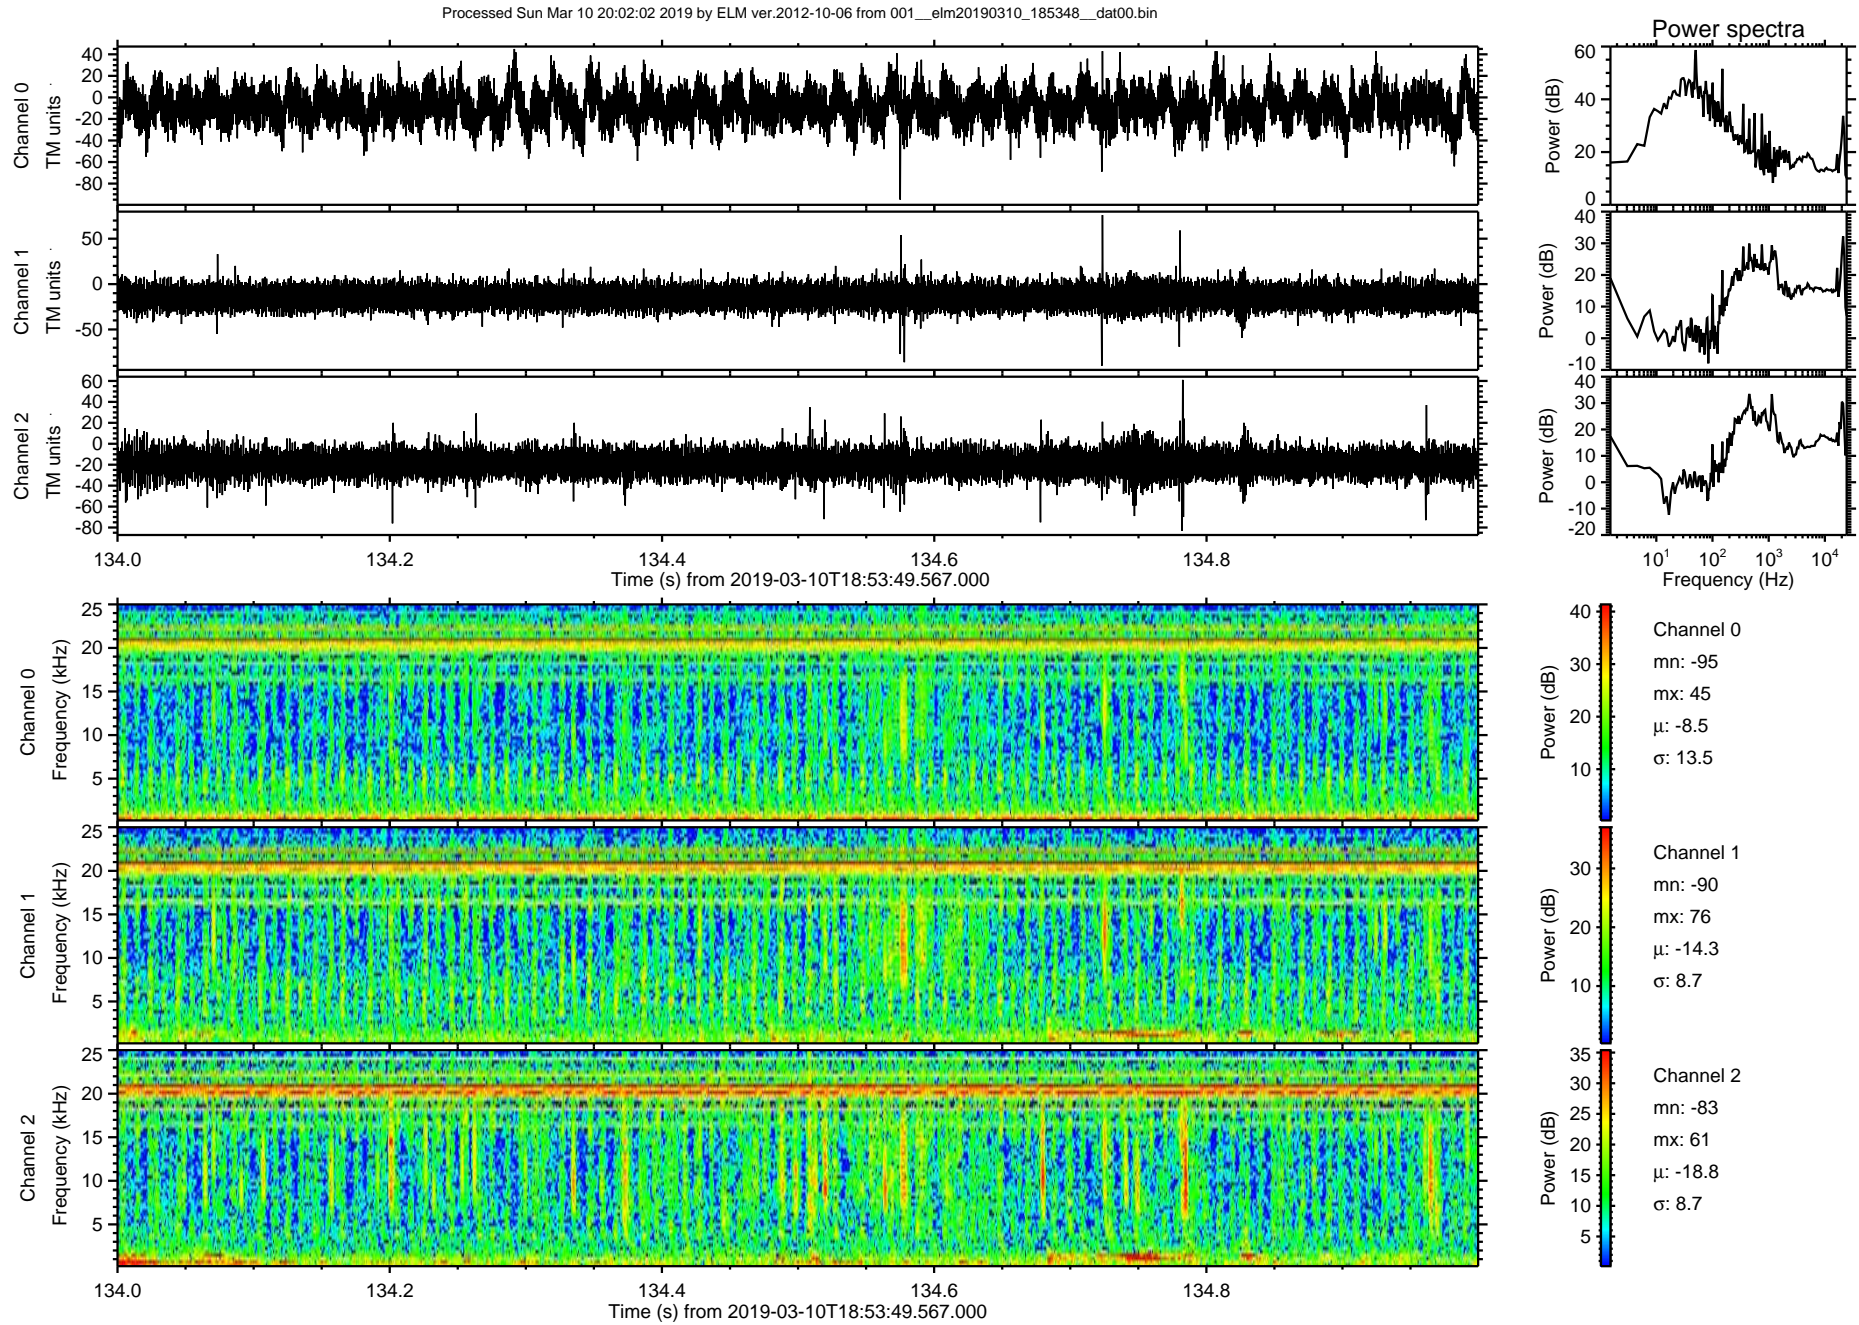 Processed Sun Mar 10 20:02:02 2019 by ELM ver.2012-10-06 from 001__elm20190310_185348__dat00.bin
Power spectra
Channel 0
TM units
40
20
0
-20
-40
-60
-80
Power (dB)
60
40
20
0
Channel 1
TM units
50
0
-50
Power (dB)
40
30
20
10
0
-10
Channel 2
TM units
60
40
20
0
-20
-40
-60
-80
Power (dB)
40
30
20
10
0
-10
-20
134.0 134.2 134.4 134.6 134.8
Time (s) from 2019-03-10T18:53:49.567.000
10¹ 10² 10³ 10⁴
Frequency (Hz)
Channel 0
Frequency (kHz)
25
20
15
10
5
Power (dB)
40
30
20
10
Channel 0
mn: -95
mx: 45
μ: -8.5
σ: 13.5
Channel 1
Frequency (kHz)
25
20
15
10
5
Power (dB)
30
20
10
Channel 1
mn: -90
mx: 76
μ: -14.3
σ: 8.7
Channel 2
Frequency (kHz)
25
20
15
10
5
Power (dB)
35
30
25
20
15
10
5
Channel 2
mn: -83
mx: 61
μ: -18.8
σ: 8.7
134.0 134.2 134.4 134.6 134.8
Time (s) from 2019-03-10T18:53:49.567.000